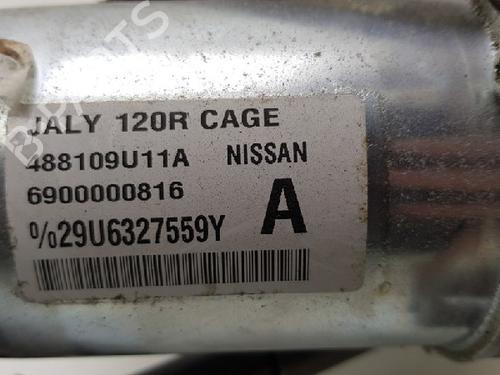 JALY 120R CAGE
488109U11A NISSAN
6900000816
A
%29U6327559Y